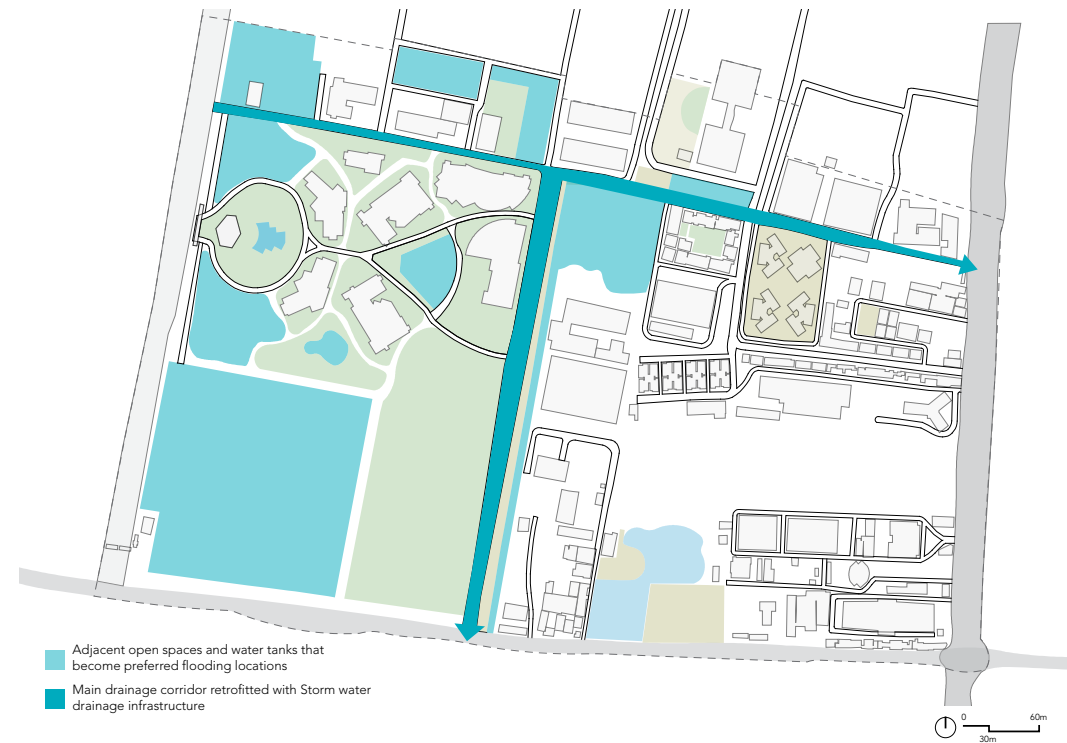 Adjacent open spaces and water tanks that
become preferred flooding locations
Main drainage corridor retrofitted with Storm water
drainage infrastructure
0
60m
30m